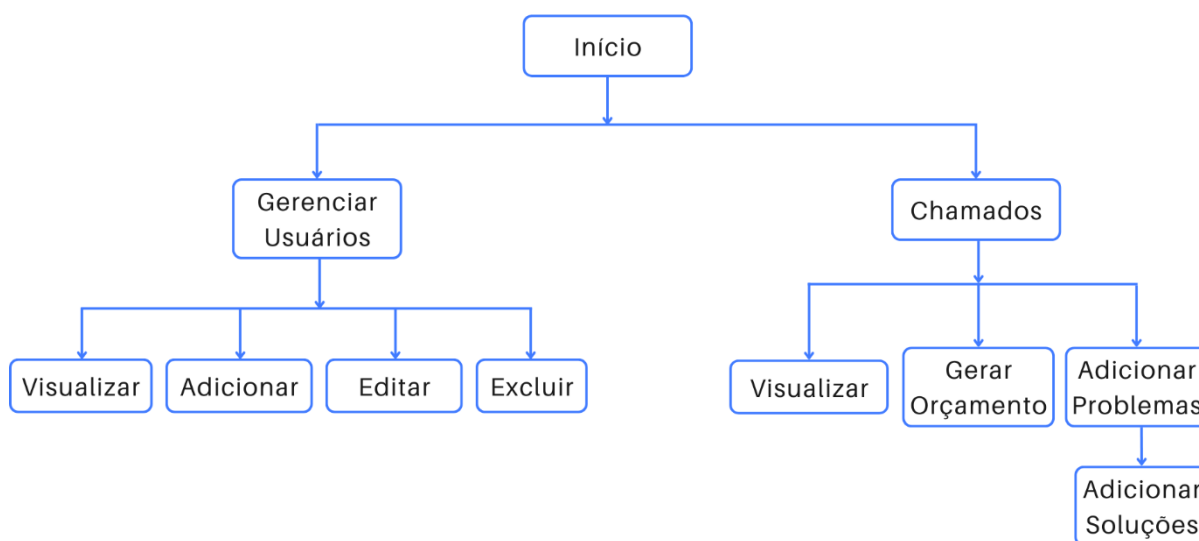 Início
Gerenciar
Usuários
Chamados
Visualizar
Adicionar
Editar
Excluir
Visualizar
Gerar
Orçamento
Adicionar
Problemas
Adicionar
Soluções